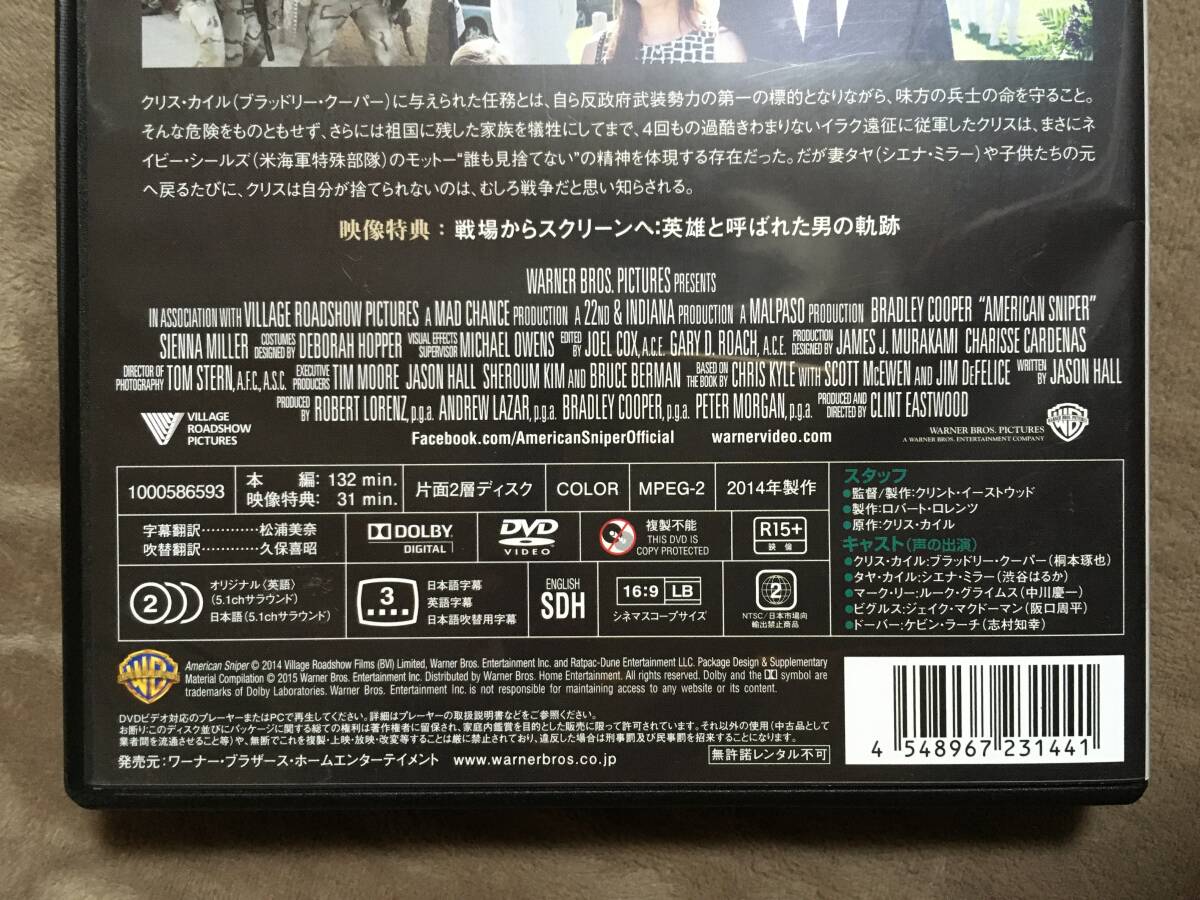 クリス・カイル（ブラッドリー・クーパー）に与えられた任務とは、自ら反政府武装勢力の第一の標的となりながら、味方の兵士の命を守ること。
そんな危険をものともせず、さらには祖国に残した家族を犠牲にしてまで、4回もの過酷きわまりないイラク遠征に従軍したクリスは、まさにネ
イビー・シールズ（米海軍特殊部隊）のモットー“誰も見捨てない”の精神を体現する存在だった。だが妻タヤ（シエナ・ミラー）や子供たちの元
へ戻るたびに、クリスは自分が捨てられないのは、むしろ戦争だと思い知らされる。
映像特典：戦場からスクリーンへ：英雄と呼ばれた男の軌跡
WARNER BROS. PICTURES PRESENTS
IN ASSOCIATION WITH VILLAGE ROADSHOW PICTURES A MAD CHANCE PRODUCTION A 22ND & INDIANA PRODUCTION A MALPASO PRODUCTION BRADLEY COOPER “AMERICAN SNIPER”
SIENNA MILLER COSTUMES DESIGNED BY DEBORAH HOPPER VISUAL EFFECTS SUPERVISOR MICHAEL OWENS EDITED BY JOEL COX, A.C.E. GARY D. ROACH, A.C.E. PRODUCTION DESIGNED BY JAMES J. MURAKAMI CHARISSE CARDENAS
DIRECTOR OF PHOTOGRAPHY TOM STERN, A.F.C., A.S.C. EXECUTIVE PRODUCERS TIM MOORE JASON HALL SHEROUM KIM AND BRUCE BERMAN BASED ON THE BOOK BY CHRIS KYLE WITH SCOTT McEWEN AND JIM DeFELICE WRITTEN BY JASON HALL
PRODUCED BY ROBERT LORENZ, p.g.a. ANDREW LAZAR, p.g.a. BRADLEY COOPER, p.g.a. PETER MORGAN, p.g.a. PRODUCED AND DIRECTED BY CLINT EASTWOOD
VILLAGE
ROADSHOW
PICTURES
Facebook.com/AmericanSniperOfficial warnervideo.com
WARNER BROS. PICTURES
A WARNER BROS. ENTERTAINMENT COMPANY
1000586593
本 編：132 min.
映像特典：31 min.
片面2層ディスク
COLOR
MPEG-2
2014年製作
字幕翻訳…………松浦美奈
吹替翻訳…………久保喜昭
DOLBY
DIGITAL
DVD
VIDEO
複製不能
THIS DVD IS
COPY PROTECTED
R15+
映倫
2
オリジナル（英語）
（5.1chサラウンド）
日本語（5.1chサラウンド）
3
日本語字幕
英語字幕
日本語吹替用字幕
ENGLISH
SDH
16:9 LB
シネマスコープサイズ
2
NTSC/日本市場向
輸出禁止商品
スタッフ
●監督/製作：クリント・イーストウッド
●製作：ロバート・ロレンツ
●原作：クリス・カイル
キャスト（声の出演）
●クリス・カイル：ブラッドリー・クーパー（桐本琢也）
●タヤ・カイル：シエナ・ミラー（渋谷はるか）
●マーク・リー：ルーク・グライムス（中川慶一）
●ビグルス：ジェイク・マクドーマン（阪口周平）
●ドーバー：ケビン・ラーチ（志村知幸）
American Sniper © 2014 Village Roadshow Films (BVI) Limited, Warner Bros. Entertainment Inc. and Ratpac-Dune Entertainment LLC. Package Design & Supplementary
Material Compilation © 2015 Warner Bros. Entertainment Inc. Distributed by Warner Bros. Home Entertainment. All rights reserved. Dolby and the DD symbol are
trademarks of Dolby Laboratories. Warner Bros. Entertainment Inc. is not responsible for maintaining access to any website or its content.
DVDビデオ対応のプレーヤーまたはPCで再生してください。詳細はプレーヤーの取扱説明書などをご参照ください。
お断り：このディスク並びにパッケージに関する総ての権利は著作権者に留保され、家庭内鑑賞を目的とした販売に限って許可されています。それ以外の使用（中古品として
業者間を流通させること等）や、無断でこれを複製・上映・放映・改変等することは厳に禁止されており、違反した場合は刑事罰及び民事罰を招来することになります。
発売元：ワーナー・ブラザース・ホームエンターテイメント www.warnerbros.co.jp
無許諾レンタル不可
4 548967 231441